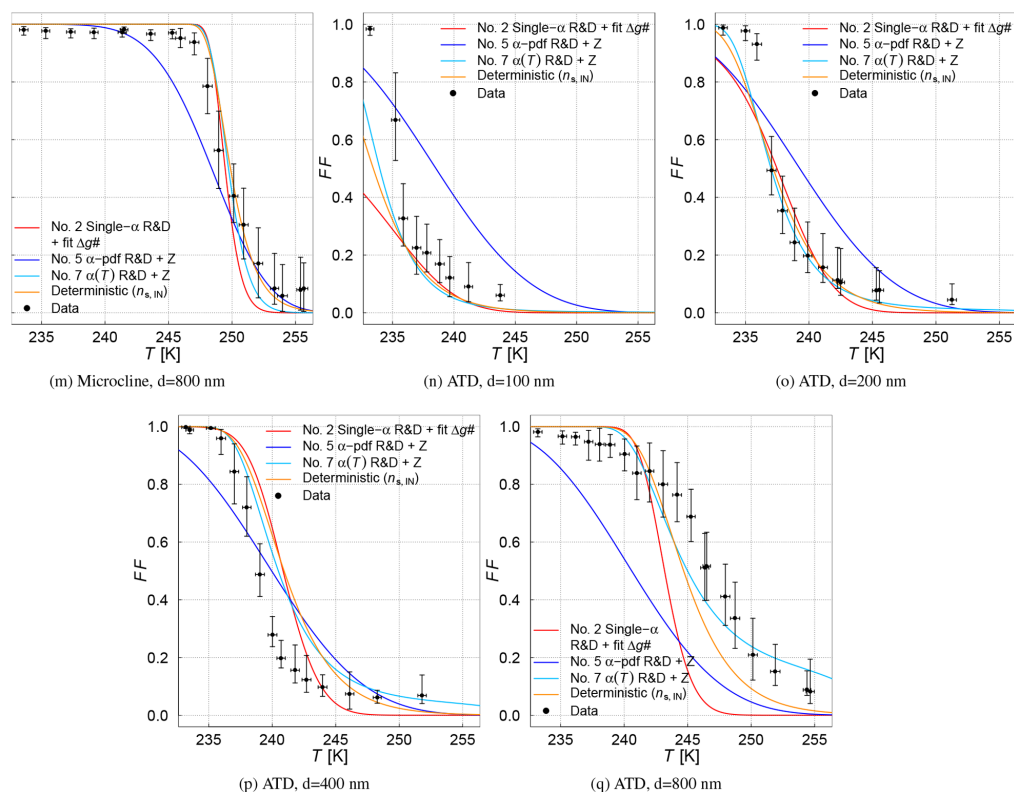 FF
1.0
0.8
0.6
0.4
0.2
0.0
No. 2 Single-α R&D
+ fit Δg#
No. 5 α-pdf R&D + Z
No. 7 α(T) R&D + Z
Deterministic (ns, IN)
Data
235 240 245 250 255
T [K]
(m) Microcline, d=800 nm
No. 2 Single-α R&D + fit Δg#
No. 5 α-pdf R&D + Z
No. 7 α(T) R&D + Z
Deterministic (ns, IN)
Data
235 240 245 250 255
T [K]
(n) ATD, d=100 nm
FF
1.0
0.8
0.6
0.4
0.2
0.0
No. 2 Single-α R&D + fit Δg#
No. 5 α-pdf R&D + Z
No. 7 α(T) R&D + Z
Deterministic (ns, IN)
Data
235 240 245 250 255
T [K]
(o) ATD, d=200 nm
FF
1.0
0.8
0.6
0.4
0.2
0.0
No. 2 Single-α R&D + fit Δg#
No. 5 α-pdf R&D + Z
No. 7 α(T) R&D + Z
Deterministic (ns, IN)
Data
235 240 245 250 255
T [K]
(p) ATD, d=400 nm
FF
1.0
0.8
0.6
0.4
0.2
0.0
No. 2 Single-α
R&D + fit Δg#
No. 5 α-pdf R&D + Z
No. 7 α(T) R&D + Z
Deterministic (ns, IN)
Data
235 240 245 250 255
T [K]
(q) ATD, d=800 nm